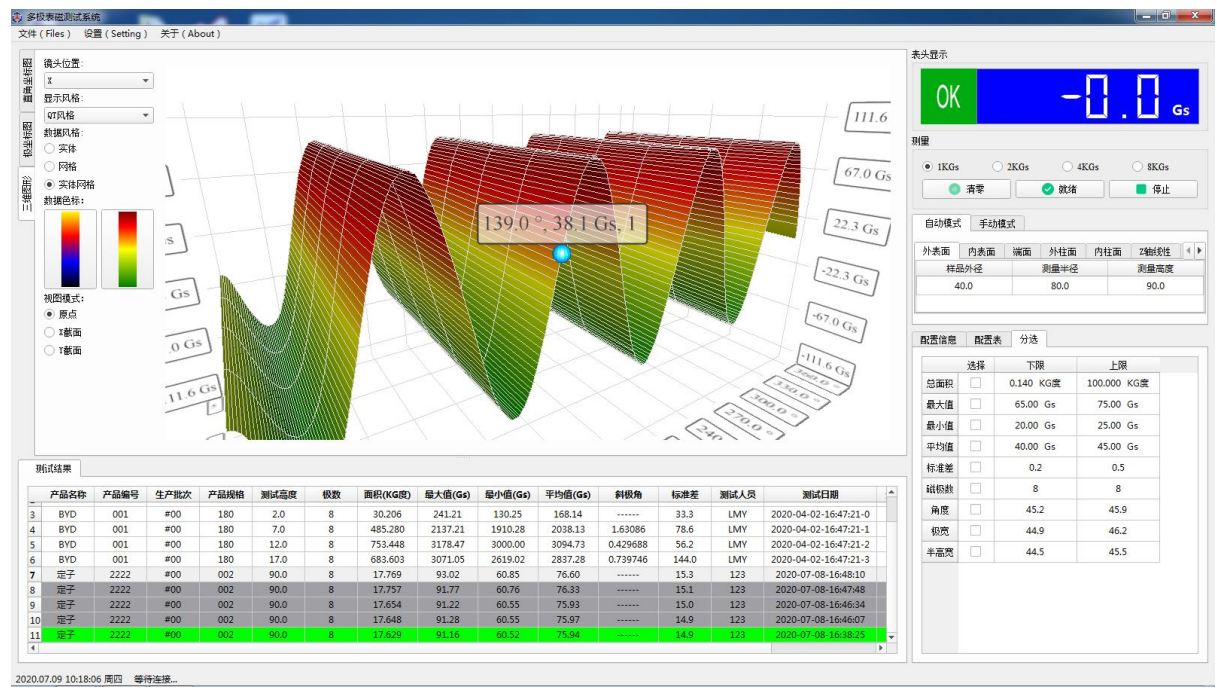 多极表磁测试系统
文件(Files) 设置(Setting) 关于(About)
直角坐标图
极坐标图
三维图形
镜头位置:
X
显示风格:
QT风格
数据风格:
实体
网格
实体网格
数据色标:
视图模式:
原点
X截面
Y截面
139.0 °, 38.1 Gs, 1
111.6
67.0 Gs
22.3 Gs
-22.3 Gs
-67.0 Gs
-111.6 Gs
360.0 °
330.0 °
300.0 °
270.0 °
240
s
Gs
.0 Gs
11.6 Gs
表头显示
OK
-0.0 Gs
测量
1KGs 2KGs 4KGs 8KGs
清零 就绪 停止
自动模式 手动模式
外表面 内表面 端面 外柱面 内柱面 Z轴线性
样品外径 测量半径 测量高度
40.0 80.0 90.0
配置信息 配置表 分选
选择 下限 上限
总面积 0.140 KG度 100.000 KG度
最大值 65.00 Gs 75.00 Gs
最小值 20.00 Gs 25.00 Gs
平均值 40.00 Gs 45.00 Gs
标准差 0.2 0.5
磁极数 8 8
角度 45.2 45.9
极宽 44.9 46.2
半高宽 44.5 45.5
测试结果
产品名称 产品编号 生产批次 产品规格 测试高度 极数 面积(KG度) 最大值(Gs) 最小值(Gs) 平均值(Gs) 斜极角 标准差 测试人员 测试日期
3 BYD 001 #00 180 2.0 8 30.206 241.21 130.25 168.14 ------ 33.3 LMY 2020-04-02-16:47:21-0
4 BYD 001 #00 180 7.0 8 485.280 2137.21 1910.28 2038.13 1.63086 78.6 LMY 2020-04-02-16:47:21-1
5 BYD 001 #00 180 12.0 8 753.448 3178.47 3000.00 3094.73 0.429688 56.2 LMY 2020-04-02-16:47:21-2
6 BYD 001 #00 180 17.0 8 683.603 3071.05 2619.02 2837.28 0.739746 144.0 LMY 2020-04-02-16:47:21-3
7 定子 2222 #00 002 90.0 8 17.769 93.02 60.85 76.60 ------ 15.3 123 2020-07-08-16:48:10
8 定子 2222 #00 002 90.0 8 17.757 91.77 60.76 76.33 ------ 15.1 123 2020-07-08-16:47:48
9 定子 2222 #00 002 90.0 8 17.654 91.22 60.55 75.93 ------ 15.0 123 2020-07-08-16:46:34
10 定子 2222 #00 002 90.0 8 17.648 91.28 60.55 75.97 ------ 14.9 123 2020-07-08-16:46:07
11 定子 2222 #00 002 90.0 8 17.629 91.16 60.52 75.94 ------ 14.9 123 2020-07-08-16:38:25
2020.07.09 10:18:06 周四 等待连接...